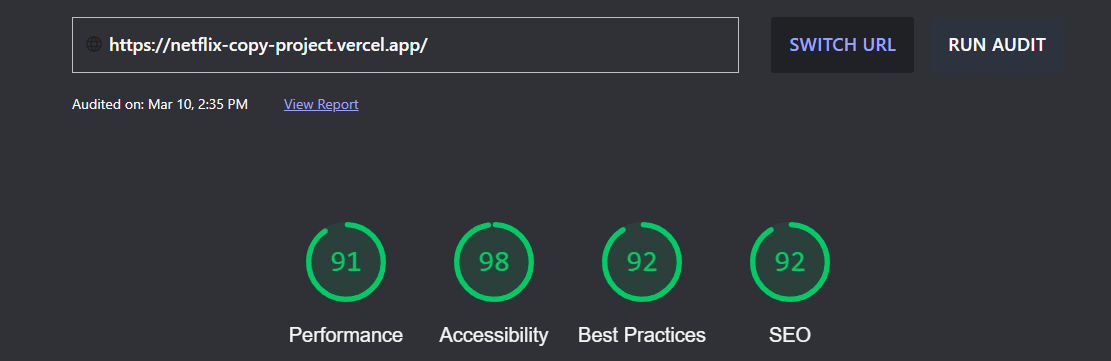 https://netflix-copy-project.vercel.app/ SWITCH URL RUN AUDIT
Audited on: Mar 10, 2:35 PM View Report
91 98 92 92
Performance Accessibility Best Practices SEO